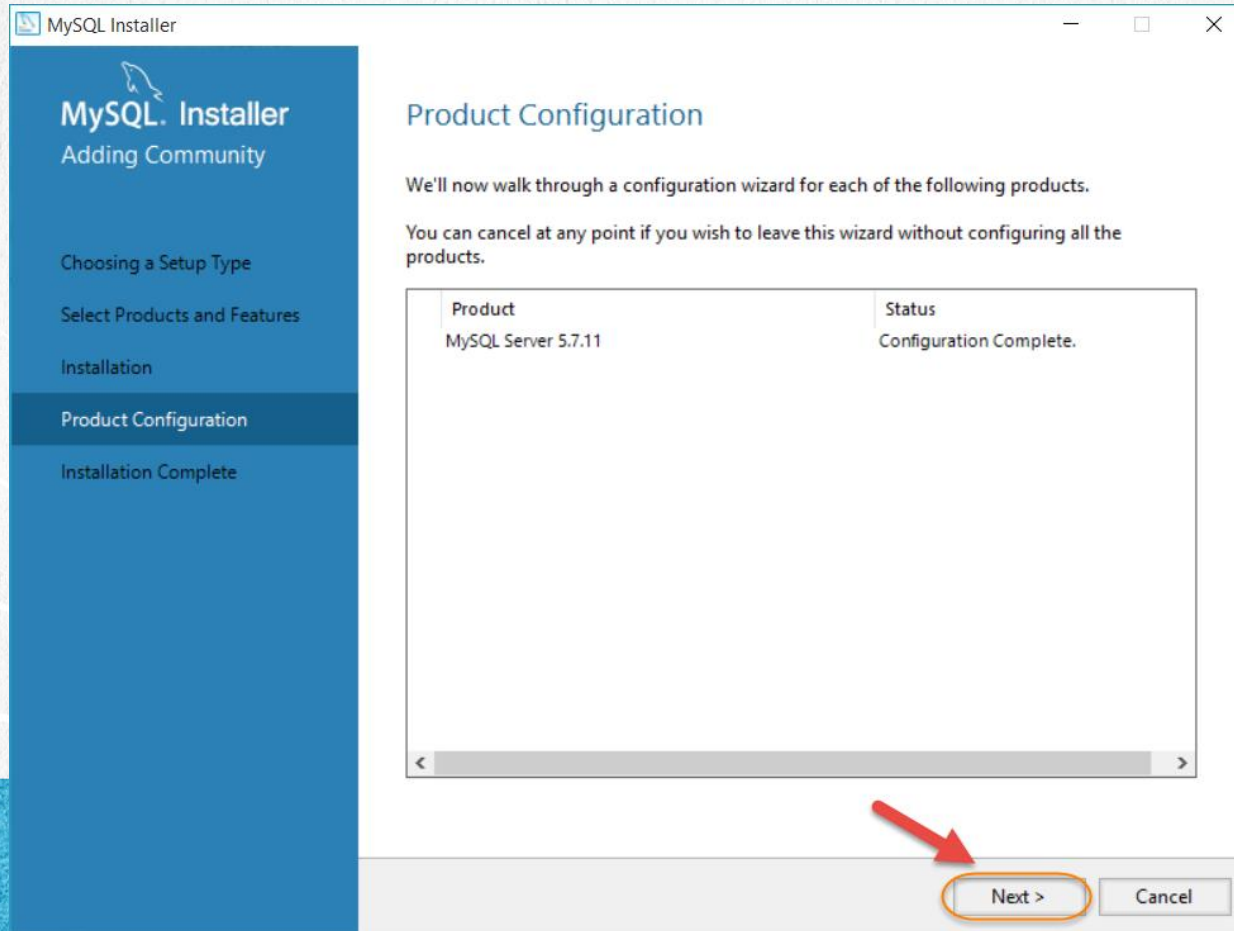 MySQL Installer
MySQL. Installer
Adding Community
Choosing a Setup Type
Select Products and Features
Installation
Product Configuration
Installation Complete
Product Configuration
We'll now walk through a configuration wizard for each of the following products.
You can cancel at any point if you wish to leave this wizard without configuring all the
products.
Product Status
MySQL Server 5.7.11 Configuration Complete.
Next > Cancel